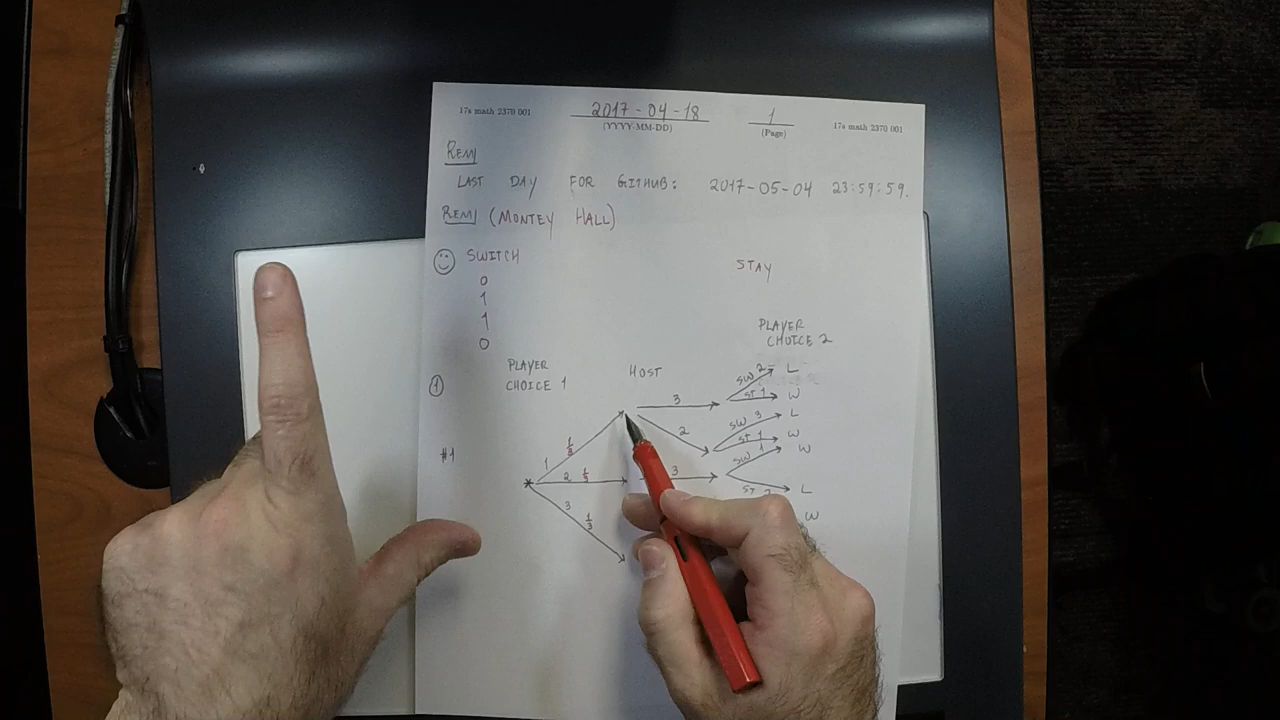 17s math 2370 001 2017-04-18 1 17s math 2370 001
(YYYY-MM-DD) (Page)
REM
LAST DAY FOR GITHUB: 2017-05-04 23:59:59.
REM (MONTEY HALL)
SWITCH STAY
0
1
1
0
PLAYER CHOICE 2
PLAYER CHOICE 1 HOST
①
#1
1 1/3
2 1/3
3 1/3
3
2
3
SW 2 L
ST 1 W
SW 3 L
ST 1 W
SW 1 W
ST L
W